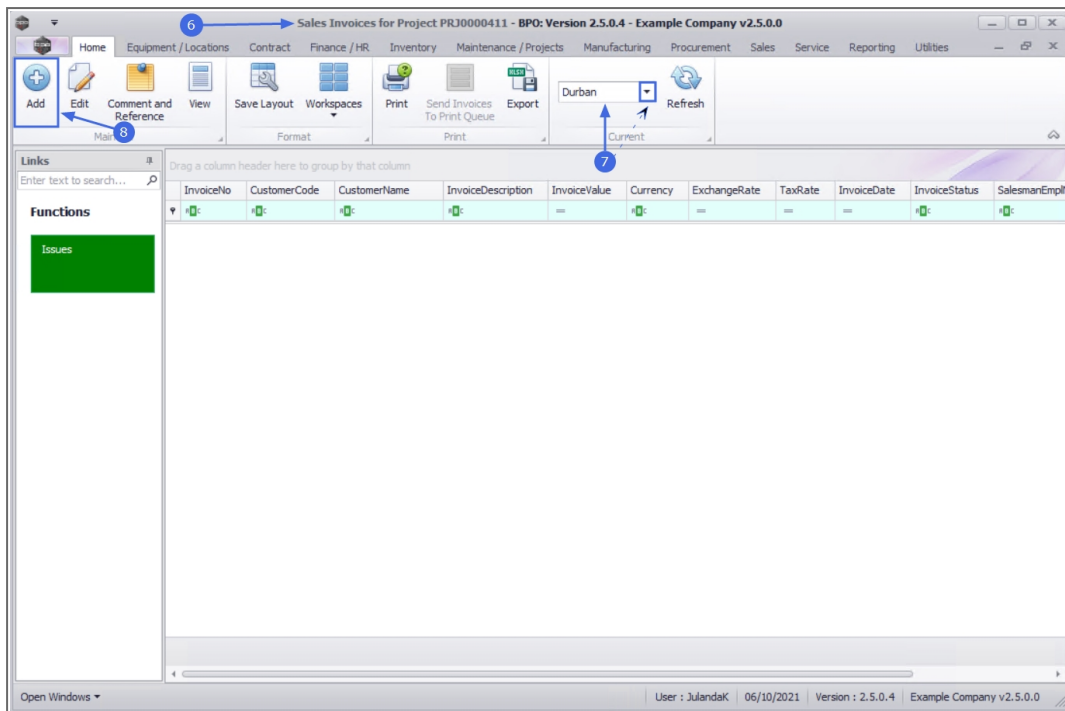 6
Sales Invoices for Project PRJ0000411 - BPO: Version 2.5.0.4 - Example Company v2.5.0.0
Home Equipment / Locations Contract Finance / HR Inventory Maintenance / Projects Manufacturing Procurement Sales Service Reporting Utilities
Add Edit Comment and Reference View Save Layout Workspaces Print Send Invoices To Print Queue Export Durban Refresh
8
Format Print Current
7
Links
Drag a column header here to group by that column
Enter text to search...
InvoiceNo CustomerCode CustomerName InvoiceDescription InvoiceValue Currency ExchangeRate TaxRate InvoiceDate InvoiceStatus
Functions
Issues
Open Windows
User : JulandaK 06/10/2021 Version : 2.5.0.4 Example Company v2.5.0.0